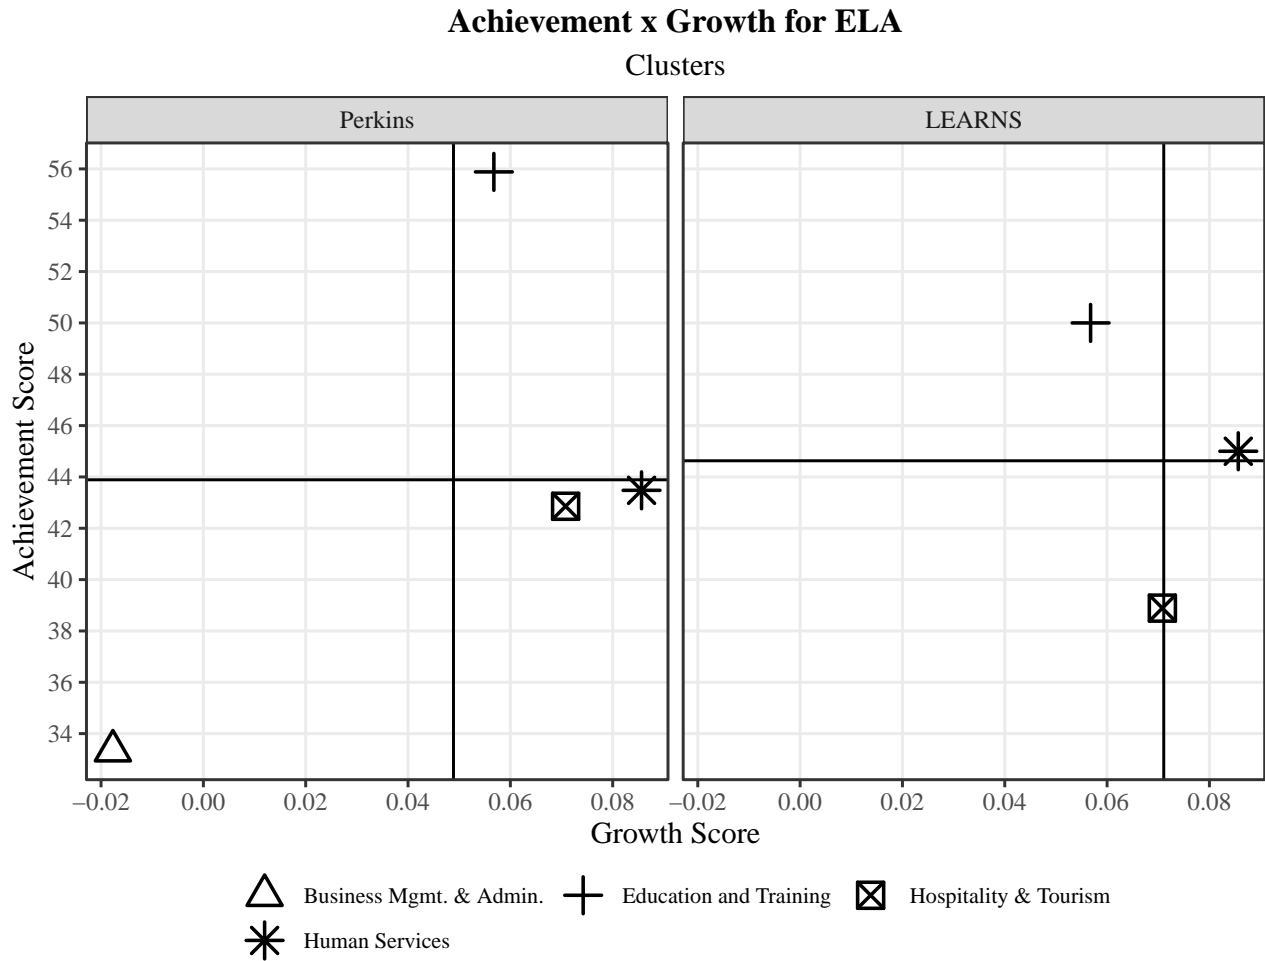 Achievement x Growth for ELA
Clusters
Perkins
LEARNS
Achievement Score
56
54
52
50
48
46
44
42
40
38
36
34
−0.02 0.00 0.02 0.04 0.06 0.08
−0.02 0.00 0.02 0.04 0.06 0.08
Growth Score
Business Mgmt. & Admin. Education and Training Hospitality & Tourism
Human Services